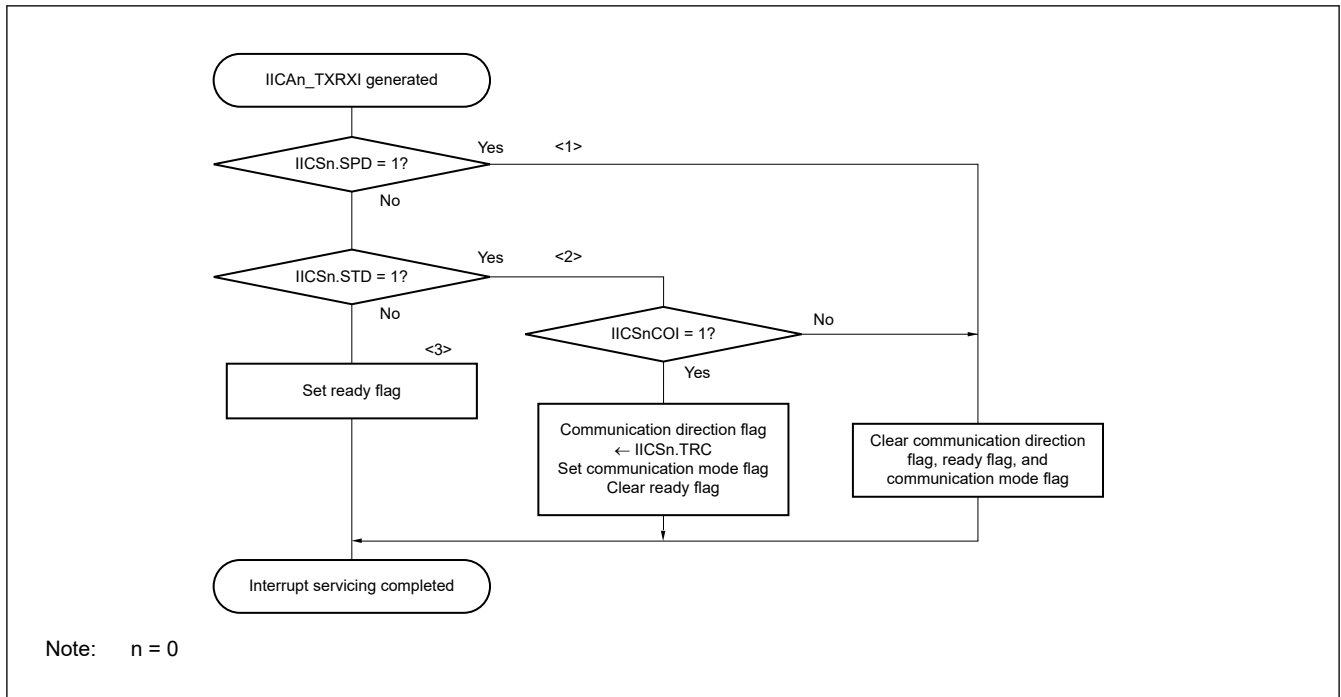 IICAn_TXRXI generated
IICSn.SPD = 1?
Yes
<1>
No
IICSn.STD = 1?
Yes
<2>
No
IICSnCOI = 1?
No
Yes
<3>
Set ready flag
Communication direction flag
← IICSn.TRC
Set communication mode flag
Clear ready flag
Clear communication direction
flag, ready flag, and
communication mode flag
Interrupt servicing completed
Note: n = 0